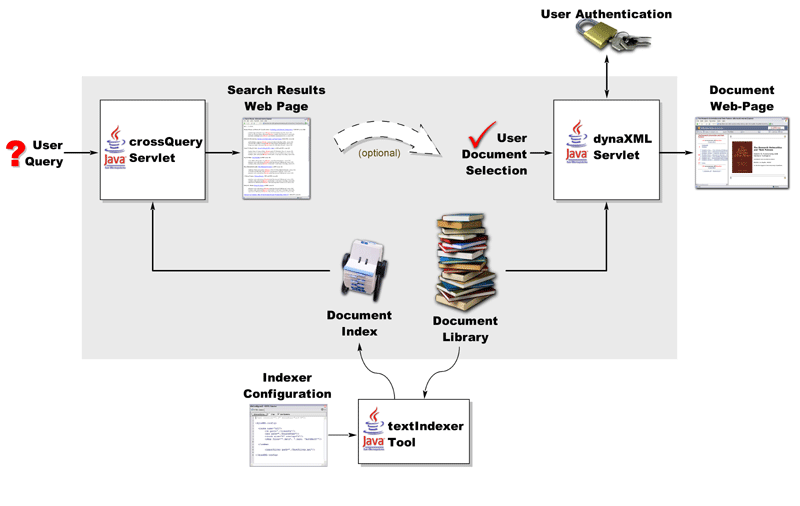 User Authentication
Search Results
Web Page
Document
Web-Page
User
Query
crossQuery
Servlet
Java
(optional)
User
Document
Selection
dynaXML
Servlet
Java
Document
Index
Document
Library
Indexer
Configuration
textIndexer
Tool
Java